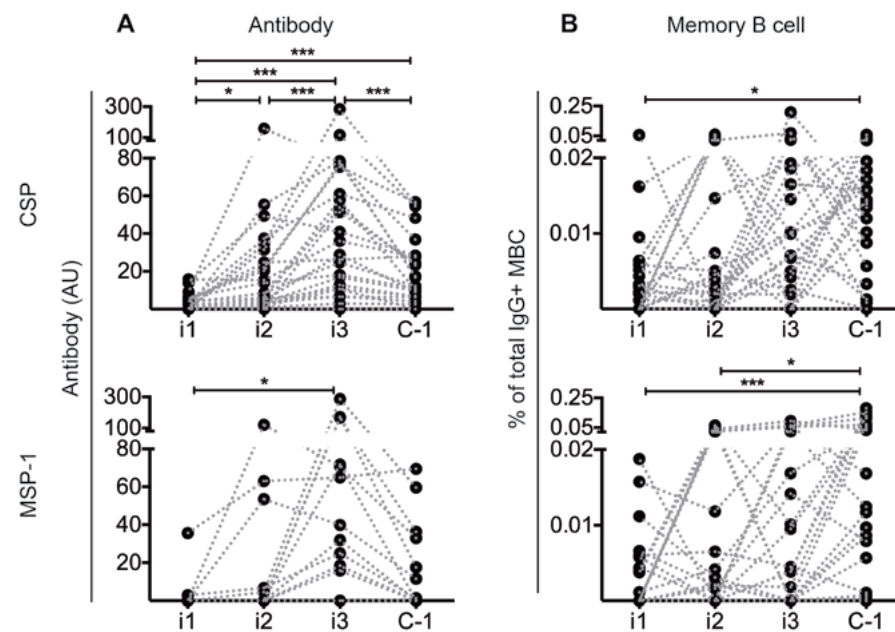 A Antibody
B Memory B cell
***
***
* *** ***
*
CSP
Antibody (AU)
300
100
80
60
40
20
i1 i2 i3 C-1
% of total IgG+ MBC
0.25
0.05
0.02
0.01
i1 i2 i3 C-1
MSP-1
*
300
100
80
60
40
20
i1 i2 i3 C-1
*
***
0.25
0.05
0.02
0.01
i1 i2 i3 C-1